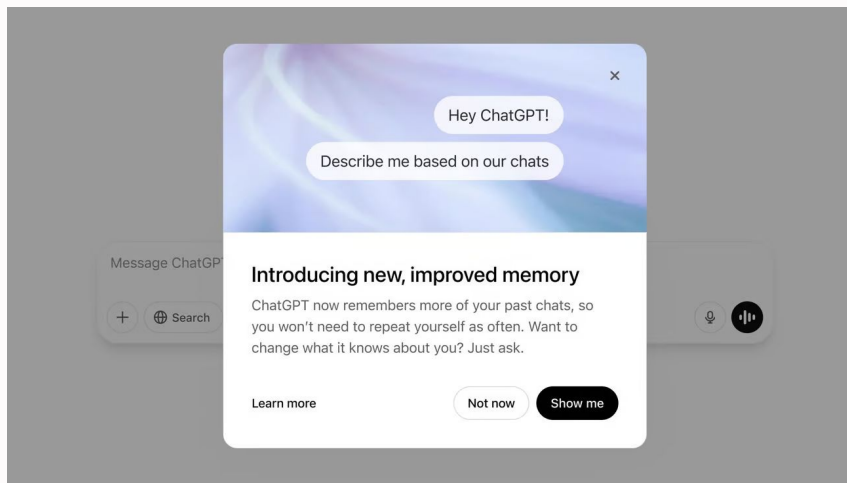 Hey ChatGPT!
Describe me based on our chats
Message ChatGP
Introducing new, improved memory
ChatGPT now remembers more of your past chats, so
you won't need to repeat yourself as often. Want to
change what it knows about you? Just ask.
Search
Learn more
Not now
Show me